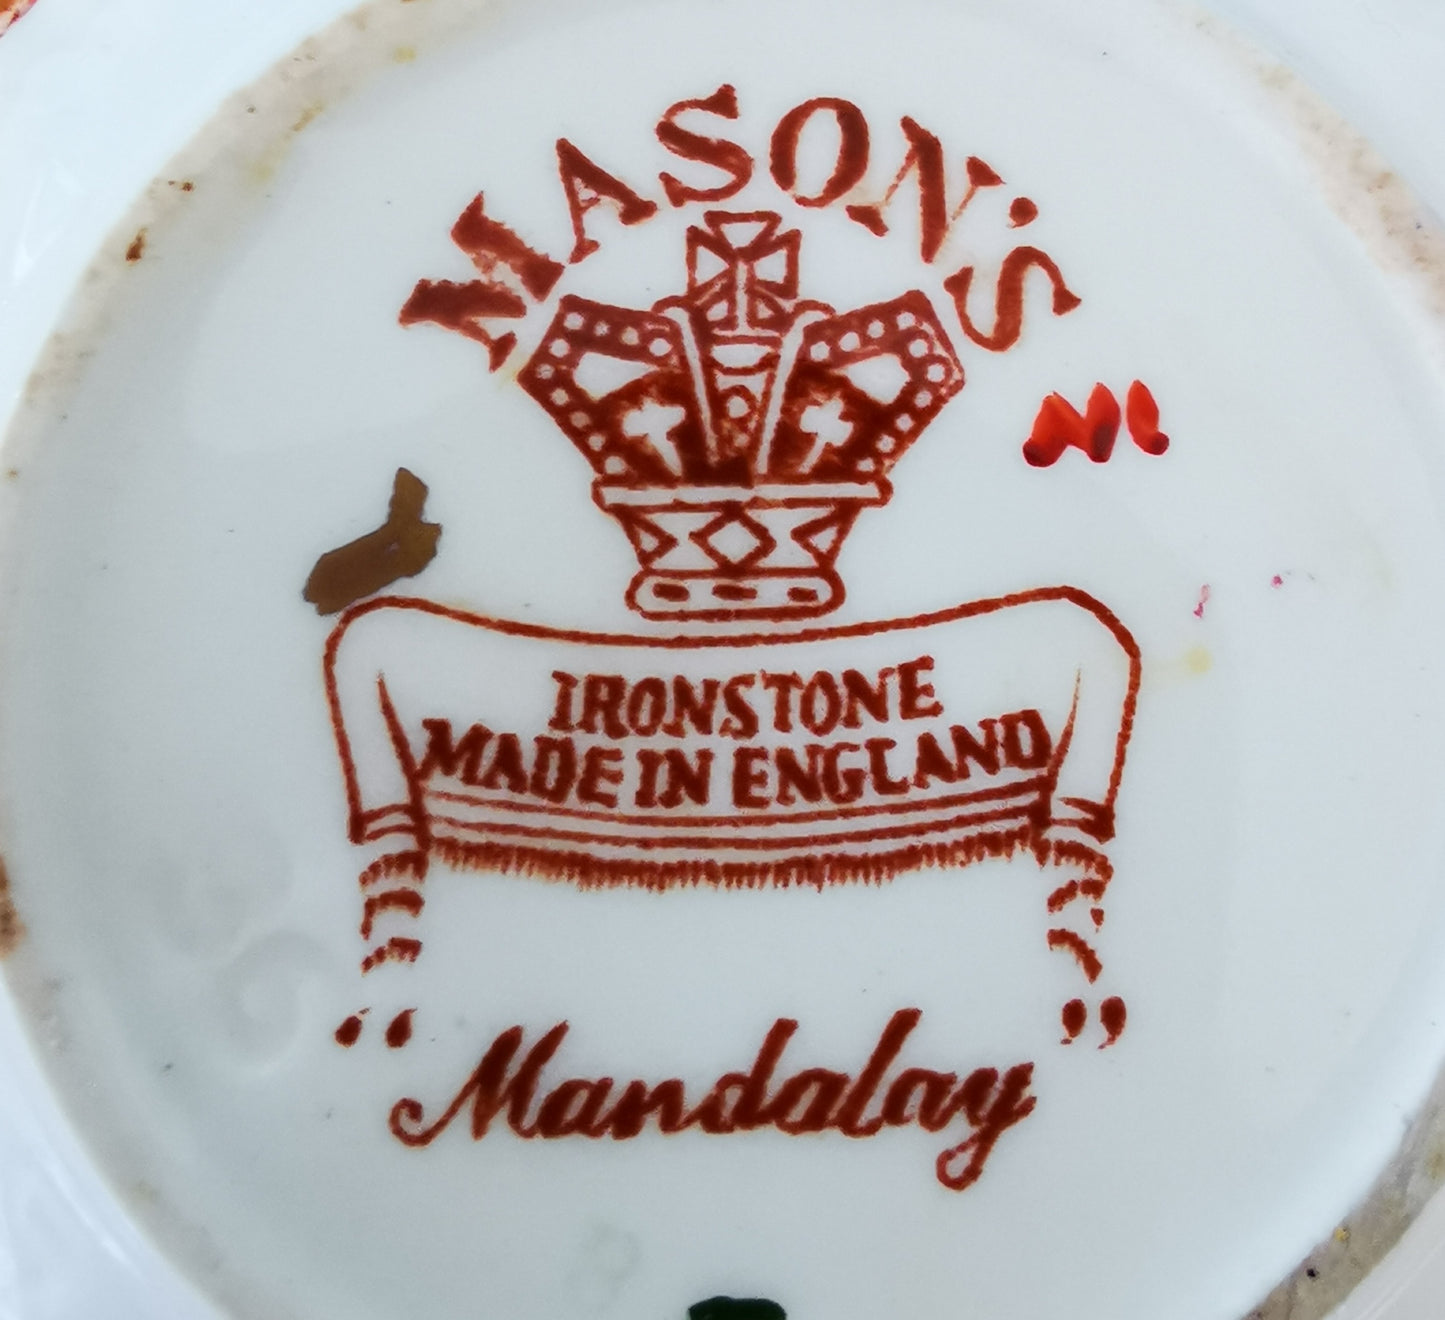 MASON'S
IRONSTONE
MADE IN ENGLAND
“Mandalay”